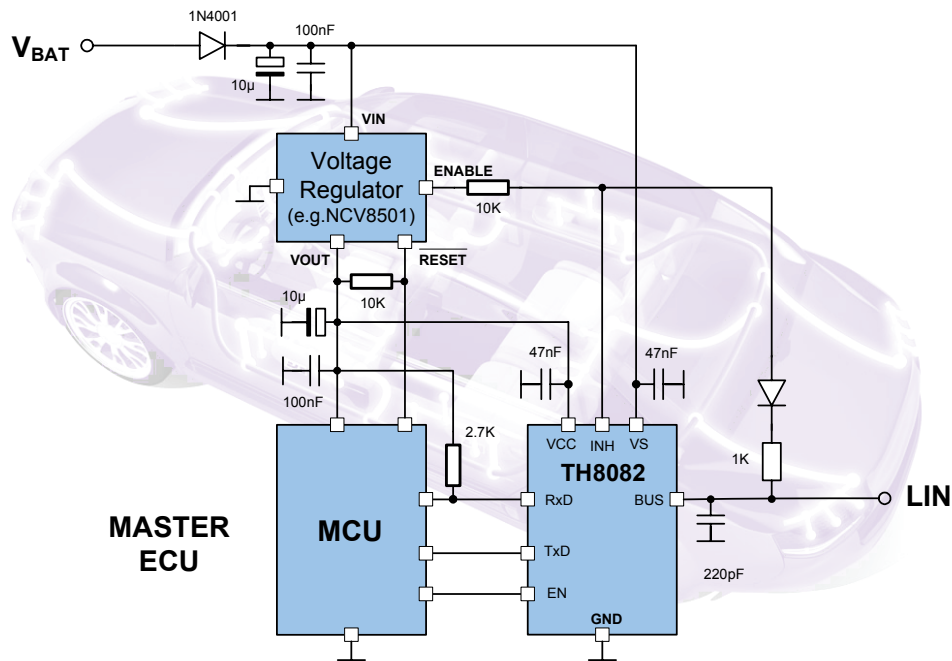 1N4001
100nF
VBAT
10µ
VIN
Voltage
Regulator
(e.g.NCV8501)
ENABLE
10K
VOUT
RESET
10µ
10K
47nF
47nF
100nF
2.7K
VCC
INH
VS
TH8082
1K
RxD
BUS
LIN
MCU
MASTER
ECU
TxD
220pF
EN
GND